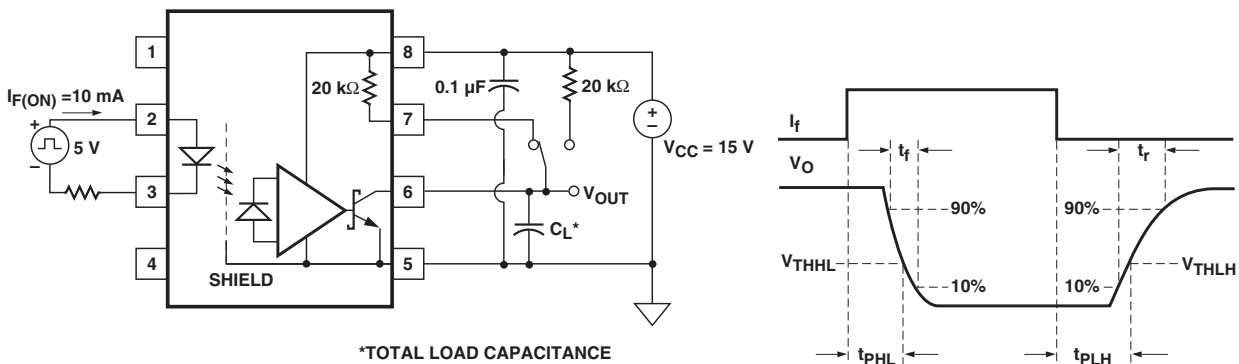 1
8
I_F(ON) =10 mA
20 kΩ
0.1 µF
20 kΩ
+
2
7
+
5 V
–
–
V_CC = 15 V
3
6
V_OUT
C_L*
4
5
SHIELD
*TOTAL LOAD CAPACITANCE
I_f
V_O
t_f
t_r
90%
90%
V_THHL
V_THLH
10%
10%
t_PHL
t_PLH